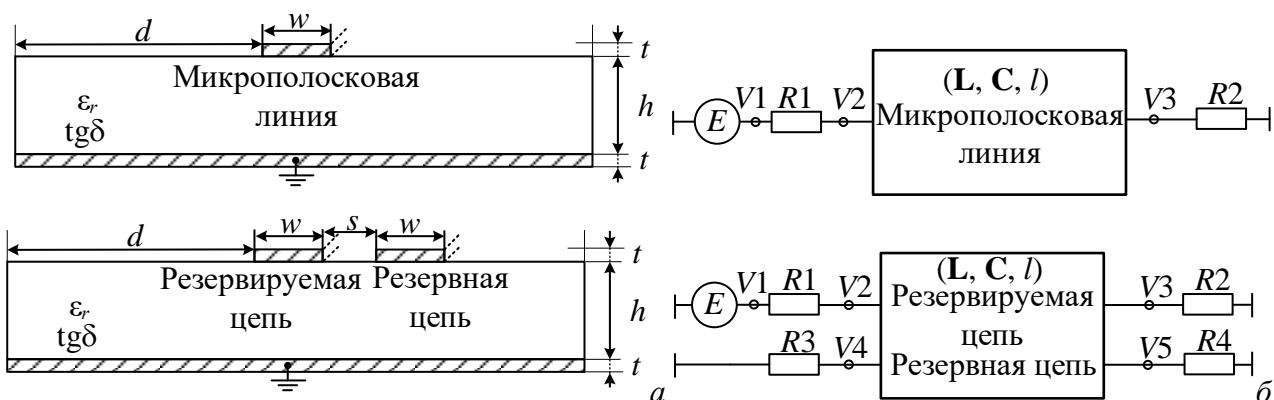 d
w
t
Микрополосковая
линия
εr
tgδ
h
t
E
V1
R1
V2
(L, C, l)
Микрополосковая
линия
V3
R2
d
w
s
w
t
Резервируемая
цепь
Резервная
цепь
εr
tgδ
h
t
а
E
V1
R1
V2
R3
V4
(L, C, l)
Резервируемая
цепь
Резервная цепь
V3
R2
V5
R4
б